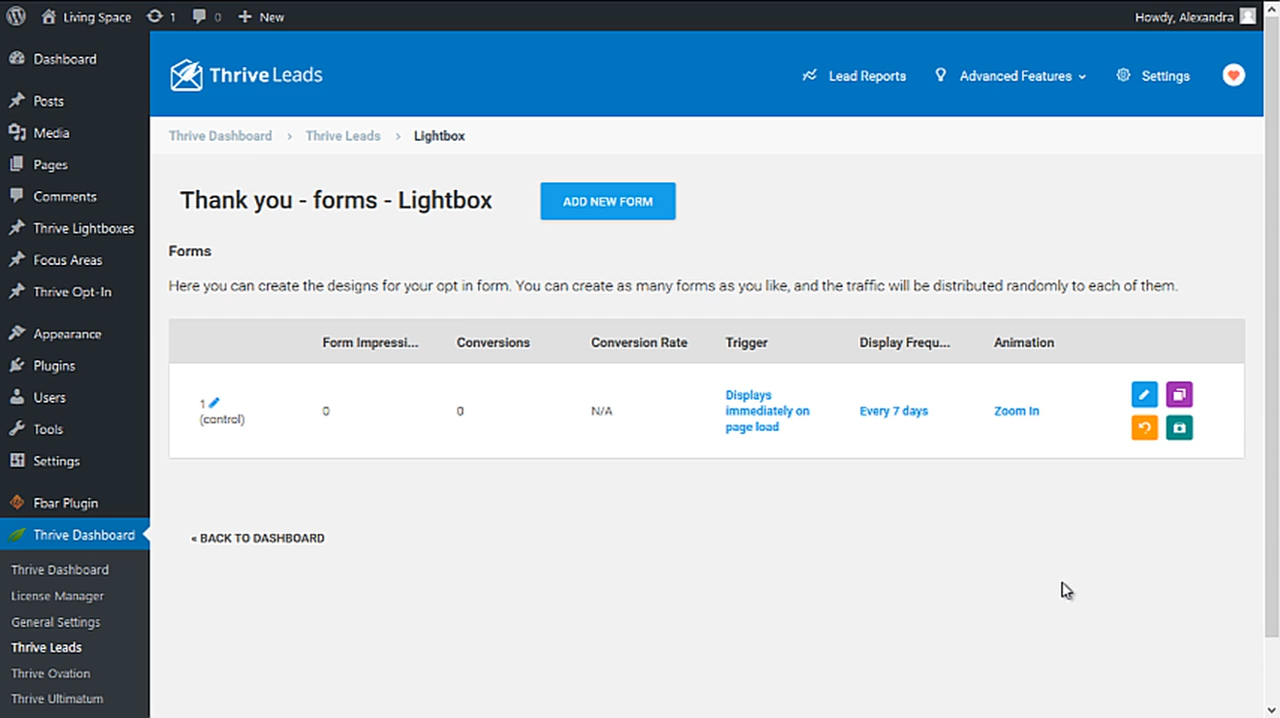 Living Space 1 0 New Howdy, Alexandra
Dashboard
Posts
Media
Pages
Comments
Thrive Lightboxes
Focus Areas
Thrive Opt-In
Appearance
Plugins
Users
Tools
Settings
Fbar Plugin
Thrive Dashboard
Thrive Dashboard
License Manager
General Settings
Thrive Leads
Thrive Ovation
Thrive Ultimatum
Thrive Leads
Lead Reports Advanced Features Settings
Thrive Dashboard > Thrive Leads > Lightbox
Thank you - forms - Lightbox
ADD NEW FORM
Forms
Here you can create the designs for your opt in form. You can create as many forms as you like, and the traffic will be distributed randomly to each of them.
Form Impressi... Conversions Conversion Rate Trigger Display Frequ... Animation
1
(control)
0
0
N/A
Displays
immediately on
page load
Every 7 days
Zoom In
« BACK TO DASHBOARD